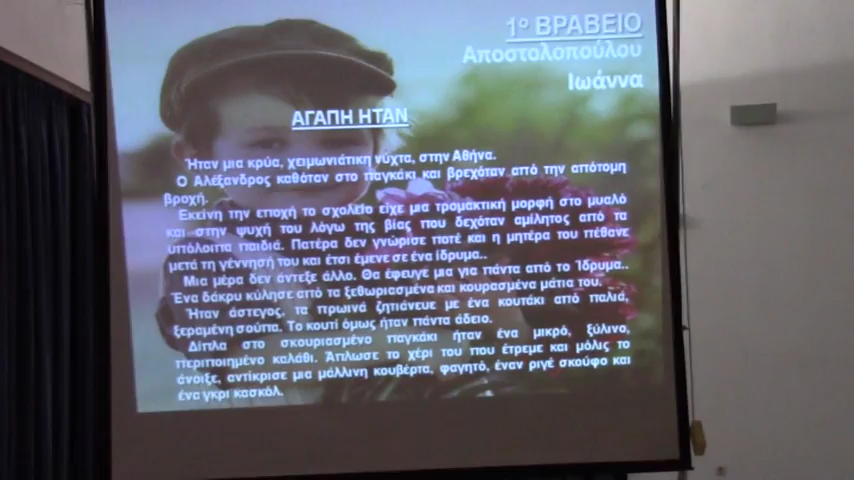 1ο ΒΡΑΒΕΙΟ
Αποστολοπούλου
Ιωάννα
ΑΓΑΠΗ ΗΤΑΝ
Ήταν μια κρύα, χειμωνιάτικη νύχτα, στην Αθήνα.
Ο Αλέξανδρος καθόταν στο παγκάκι και βρεχόταν από την απότομη
βροχή.
Εκείνη την εποχή το σχολείο είχε μια τρομακτική μορφή στο μυαλό
και στην ψυχή του λόγω της βίας που δεχόταν αμίλητος από τα
υπόλοιπα παιδιά. Πατέρα δεν γνώρισε ποτέ και η μητέρα του πέθανε
μετά τη γέννησή του και έτσι έμενε σε ένα ίδρυμα..
Μια μέρα δεν άντεξε άλλο. Θα έφευγε μια για πάντα από το Ίδρυμα..
Ένα δάκρυ κύλησε από τα ξεθωριασμένα και κουρασμένα μάτια του.
Ήταν άστεγος, τα πρωινά ζητιάνευε με ένα κουτάκι από παλιά,
ξεραμένη σούπα. Το κουτί όμως ήταν πάντα άδειο.
Δίπλα στο σκουριασμένο παγκάκι ήταν ένα μικρό, ξύλινο,
περιποιημένο καλάθι. Άπλωσε το χέρι του που έτρεμε και μόλις το
άνοιξε, αντίκρισε μια μάλλινη κουβέρτα, φαγητό, έναν ριγέ σκούφο και
ένα γκρι κασκόλ.